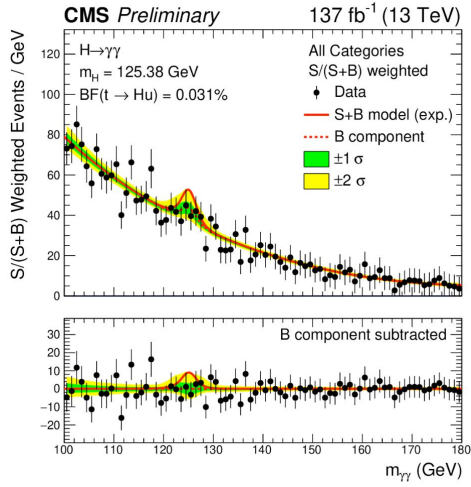 CMS Preliminary 137 fb⁻¹ (13 TeV)
S/(S+B) Weighted Events / GeV
H→γγ
m_H = 125.38 GeV
BF(t → Hu) = 0.031%
All Categories
S/(S+B) weighted
Data
S+B model (exp.)
B component
±1 σ
±2 σ
120
100
80
60
40
20
0
B component subtracted
30
20
10
0
−10
−20
100 110 120 130 140 150 160 170 180
m_γγ (GeV)